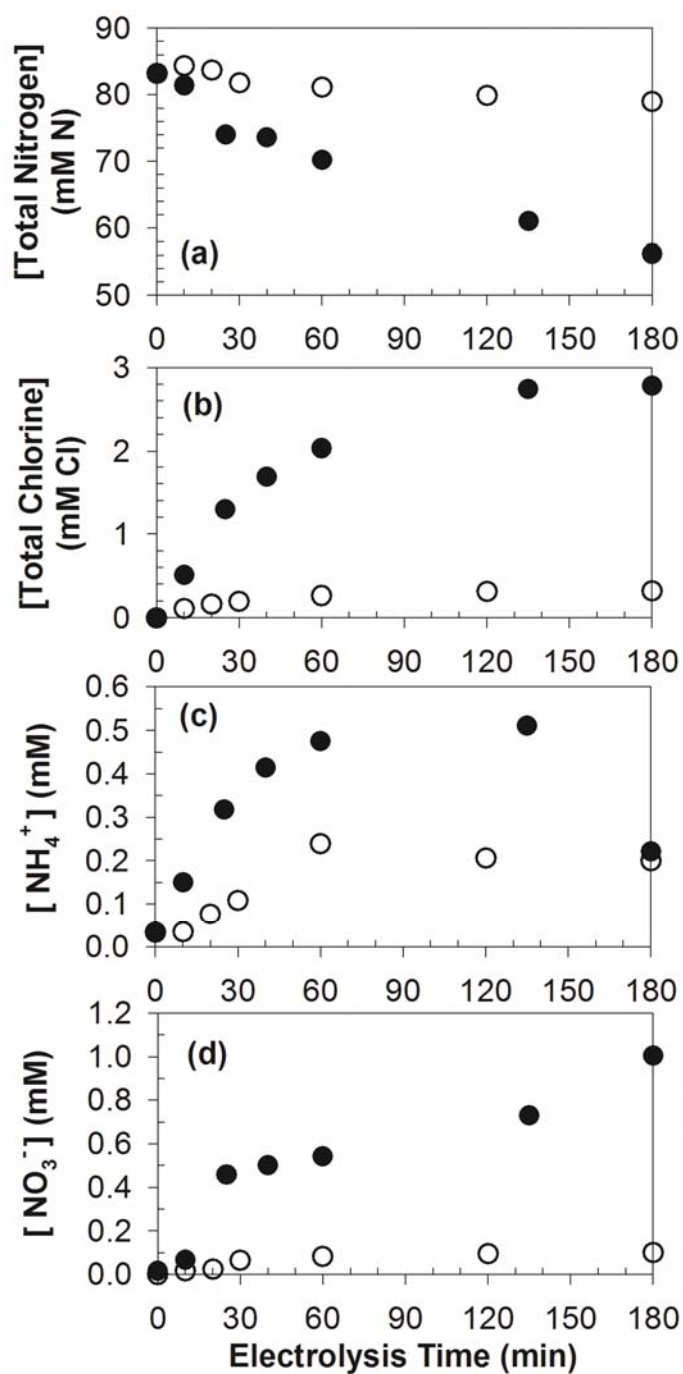 90
80
70
60
50
[Total Nitrogen]
(mM N)
(a)
0 30 60 90 120 150 180
3
2
1
0
[Total Chlorine]
(mM Cl)
(b)
0 30 60 90 120 150 180
0.6
0.5
0.4
0.3
0.2
0.1
0.0
[ NH₄⁺ ] (mM)
(c)
0 30 60 90 120 150 180
1.2
1.0
0.8
0.6
0.4
0.2
0.0
[ NO₃⁻] (mM)
(d)
0 30 60 90 120 150 180
Electrolysis Time (min)